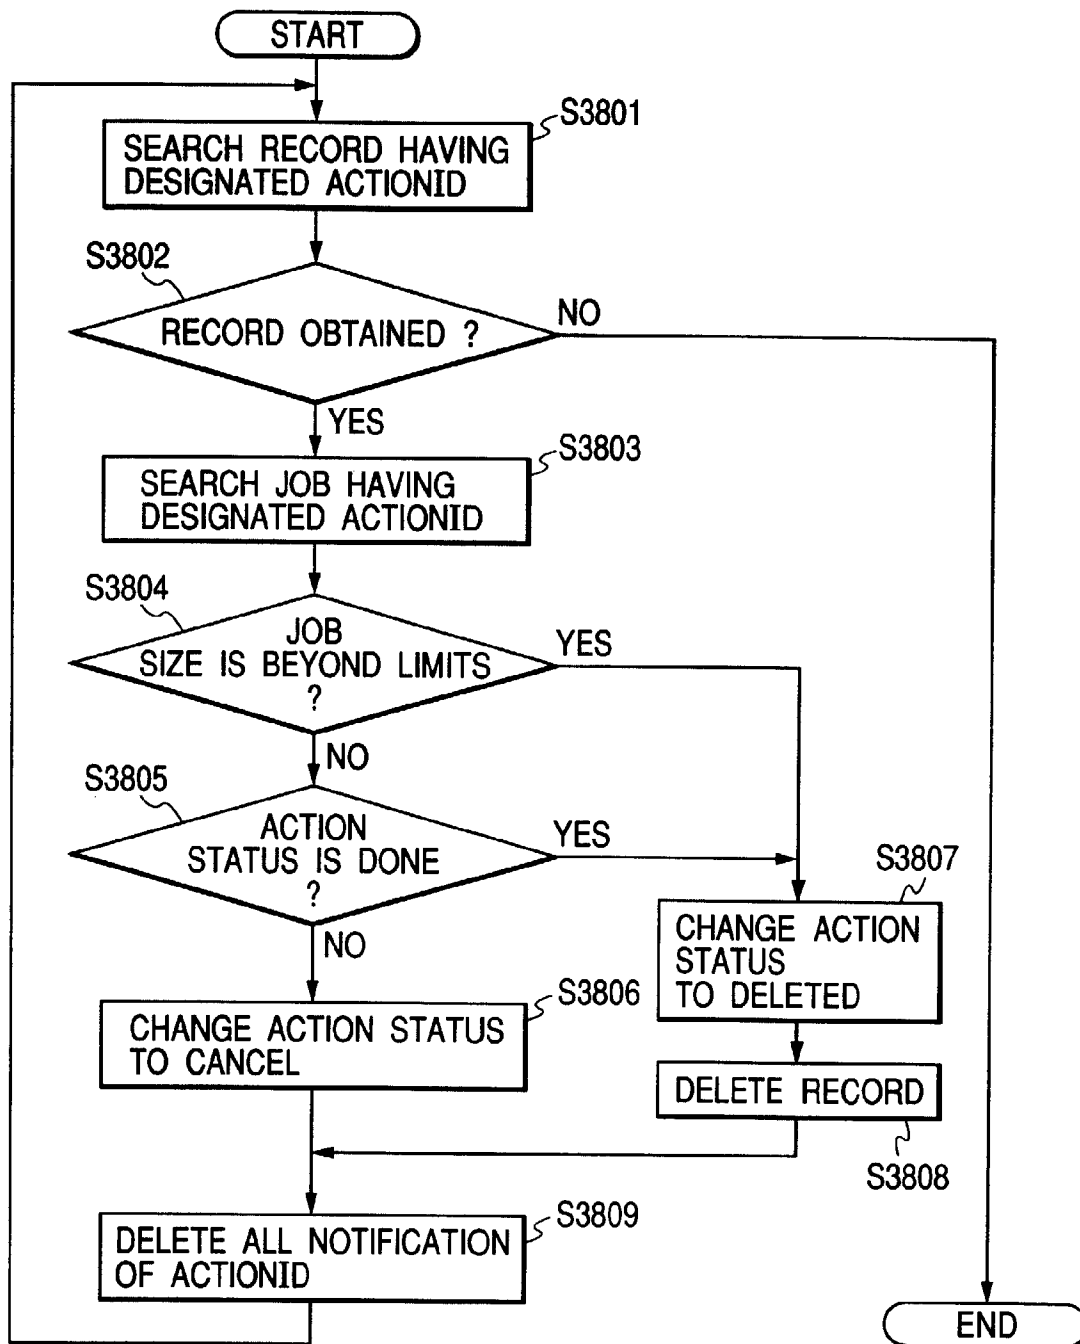 START
S3801
SEARCH RECORD HAVING
DESIGNATED ACTIONID
S3802
RECORD OBTAINED ?
NO
YES
S3803
SEARCH JOB HAVING
DESIGNATED ACTIONID
S3804
JOB
SIZE IS BEYOND LIMITS
?
YES
NO
S3805
ACTION
STATUS IS DONE
?
YES
NO
S3807
CHANGE ACTION
STATUS
TO DELETED
S3806
CHANGE ACTION STATUS
TO CANCEL
DELETE RECORD
S3808
S3809
DELETE ALL NOTIFICATION
OF ACTIONID
END